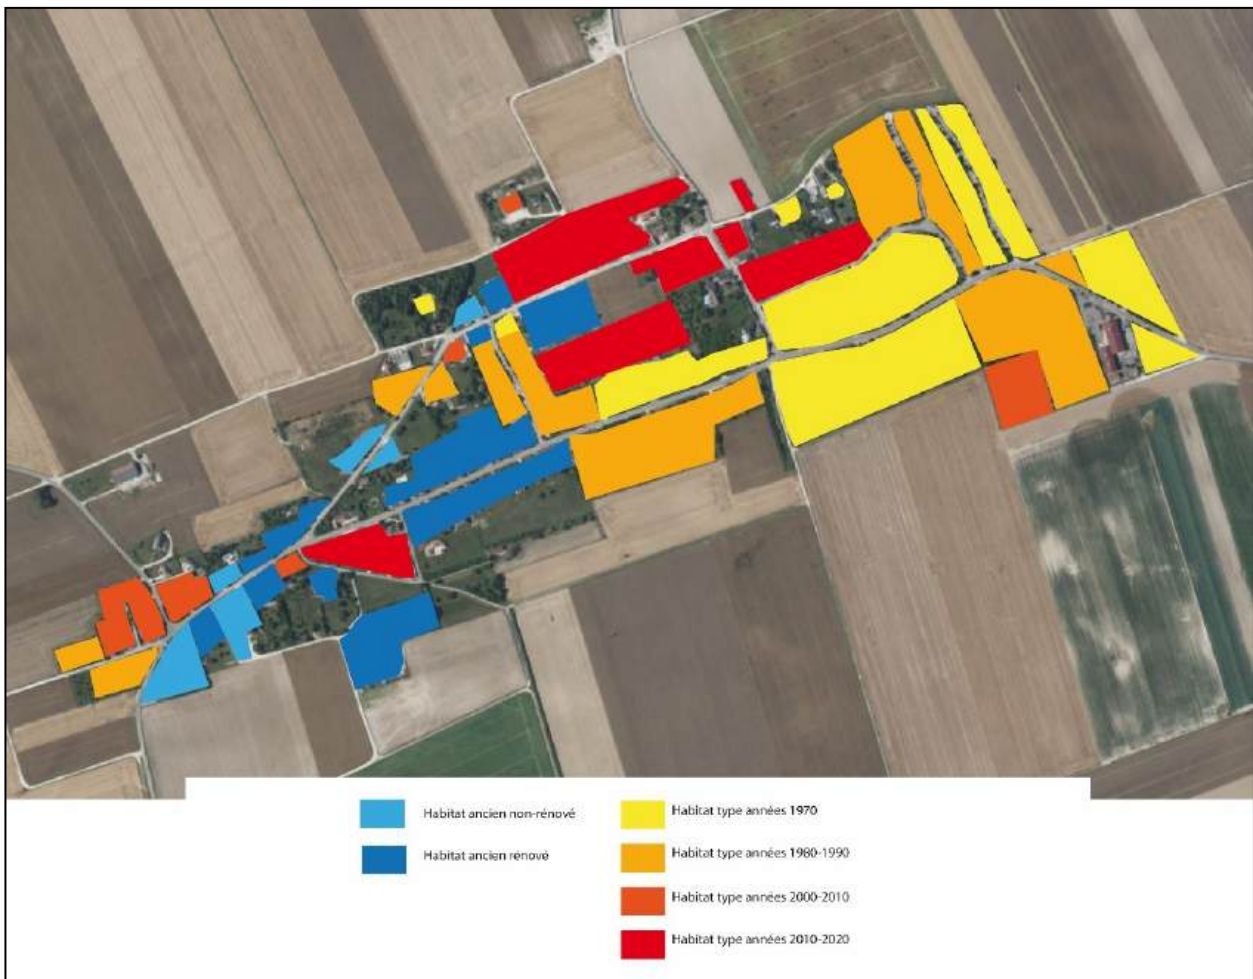 Habitat ancien non-rénové
Habitat ancien rénové
Habitat type années 1970
Habitat type années 1980-1990
Habitat type années 2000-2010
Habitat type années 2010-2020